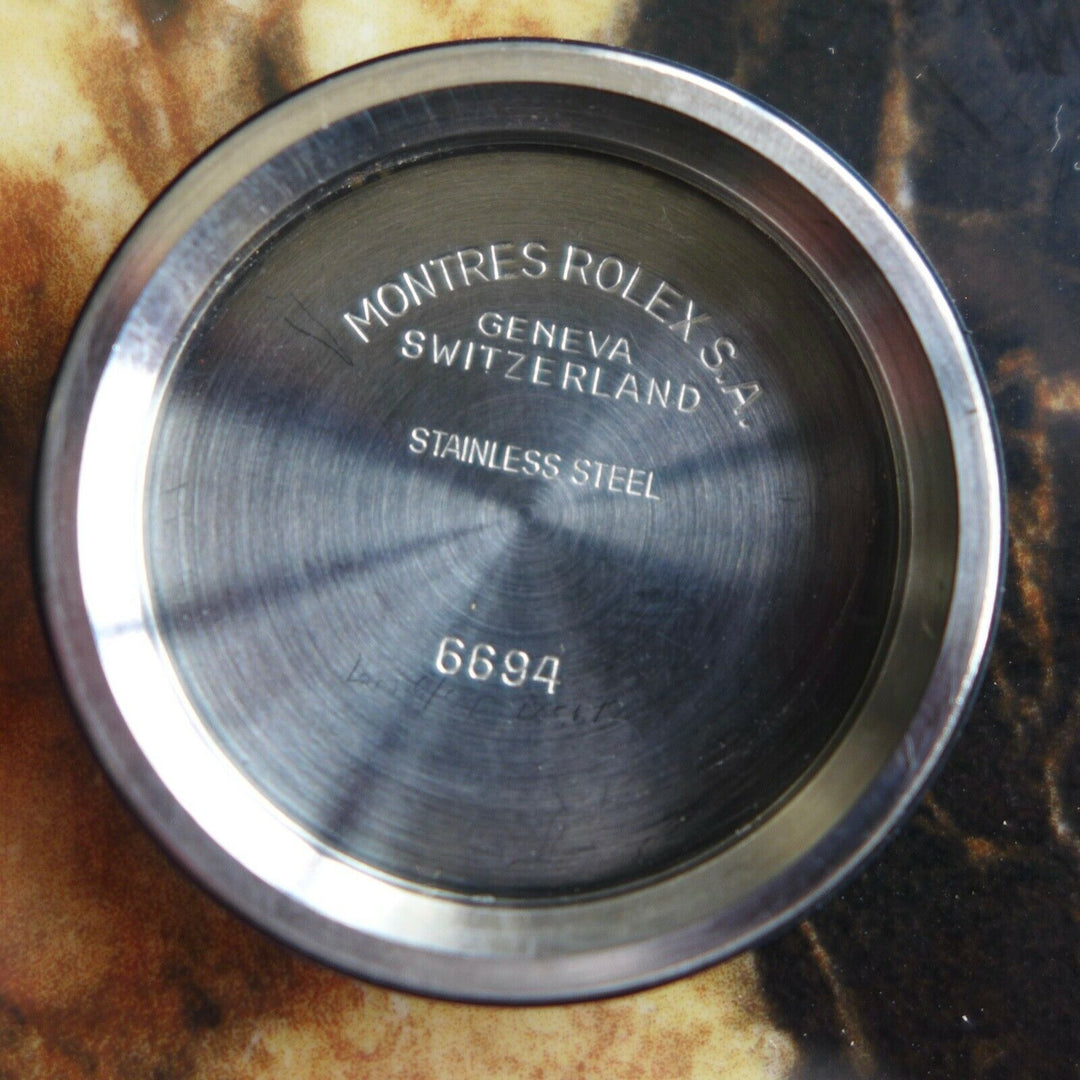 MONTRES ROLEX S.A.
GENEVA
SWITZERLAND
STAINLESS STEEL
6694